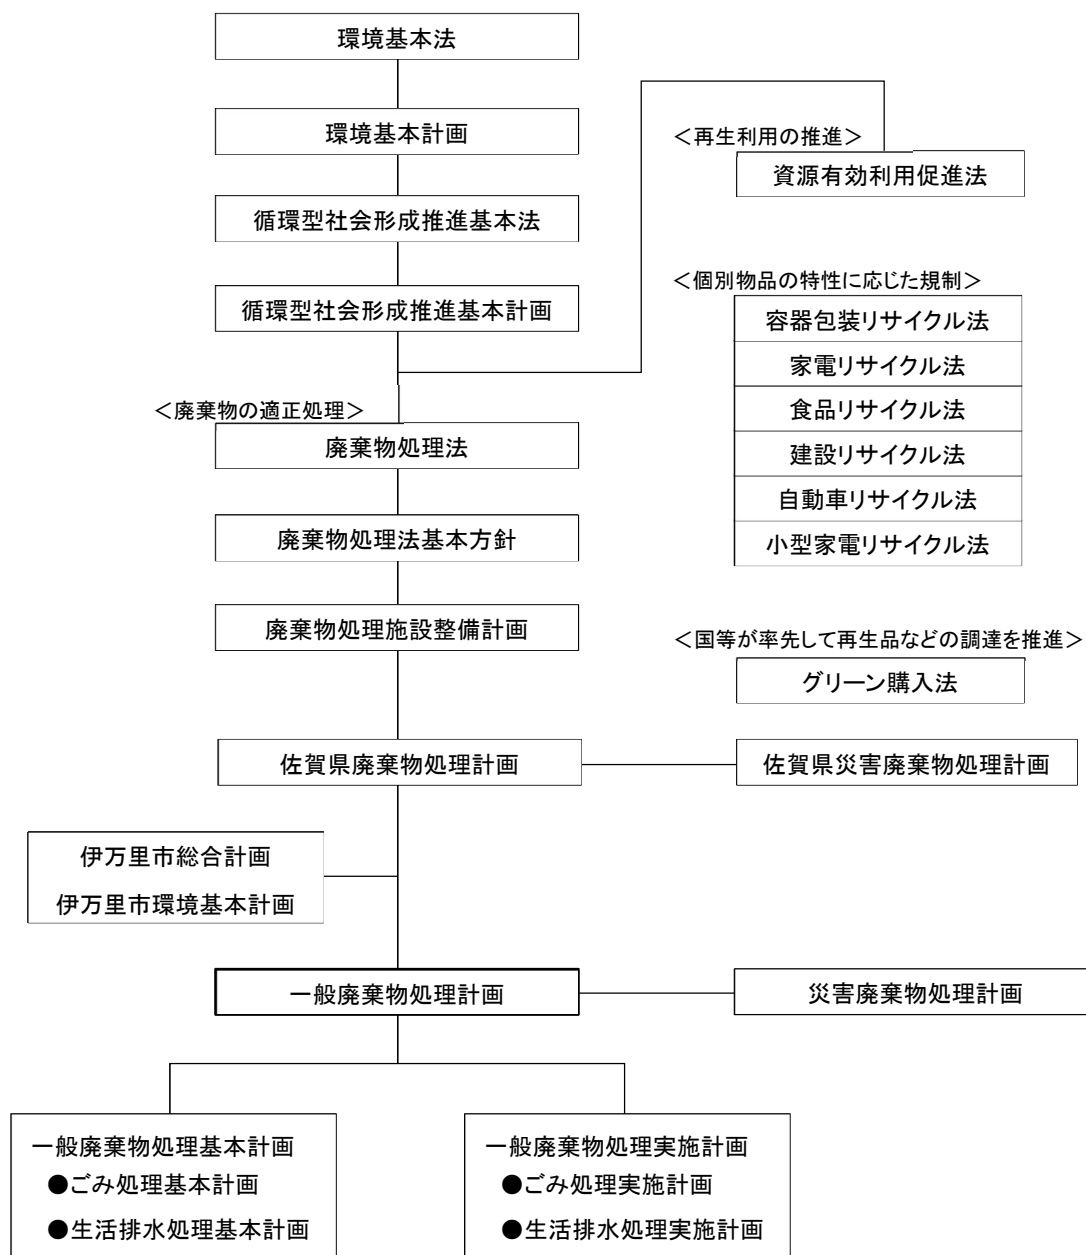 環境基本法
環境基本計画
循環型社会形成推進基本法
循環型社会形成推進基本計画
＜再生利用の推進＞
資源有効利用促進法
＜個別物品の特性に応じた規制＞
容器包装リサイクル法
家電リサイクル法
食品リサイクル法
建設リサイクル法
自動車リサイクル法
小型家電リサイクル法
＜廃棄物の適正処理＞
廃棄物処理法
廃棄物処理法基本方針
廃棄物処理施設整備計画
＜国等が率先して再生品などの調達を推進＞
グリーン購入法
佐賀県廃棄物処理計画
佐賀県災害廃棄物処理計画
伊万里市総合計画
伊万里市環境基本計画
一般廃棄物処理計画
災害廃棄物処理計画
一般廃棄物処理基本計画
●ごみ処理基本計画
●生活排水処理基本計画
一般廃棄物処理実施計画
●ごみ処理実施計画
●生活排水処理実施計画